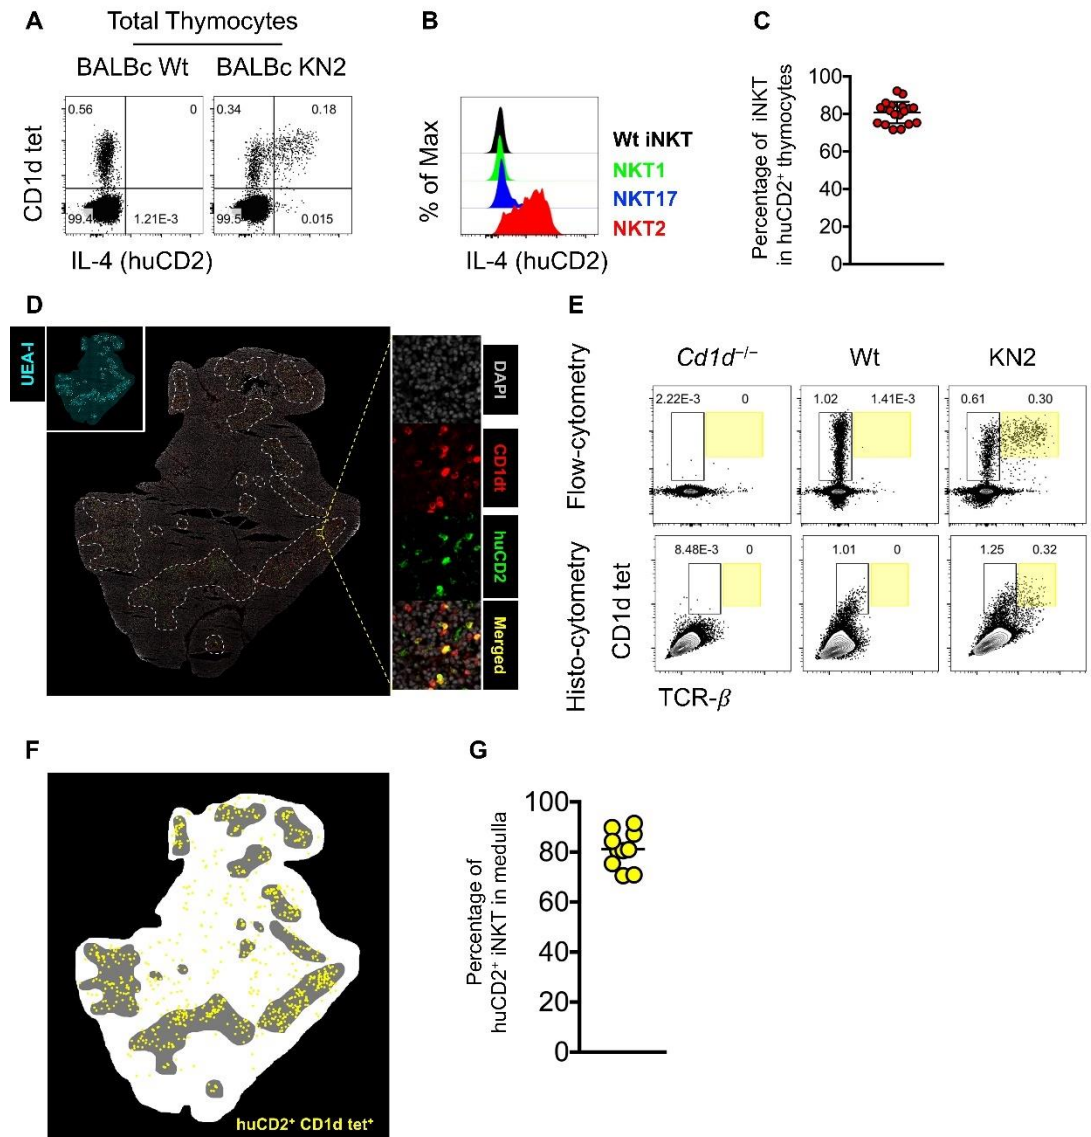 A
Total Thymocytes
BALBc Wt
BALBc KN2
0.56
0
0.34
0.18
99.4
1.21E-3
99.5
0.015
CD1d tet
IL-4 (huCD2)
B
% of Max
Wt iNKT
NKT1
NKT17
NKT2
IL-4 (huCD2)
C
Percentage of iNKT
in huCD2⁺ thymocytes
100
80
60
40
20
0
D
UEA-I
DAPI
CD1dt
huCD2
Merged
E
Cd1d⁻/⁻
Wt
KN2
Flow-cytometry
2.22E-3
0
1.02
1.41E-3
0.61
0.30
Histo-cytometry
8.48E-3
0
1.01
0
1.25
0.32
CD1d tet
TCR-β
F
huCD2⁺ CD1d tet⁺
G
Percentage of
huCD2⁺ iNKT in medulla
100
80
60
40
20
0